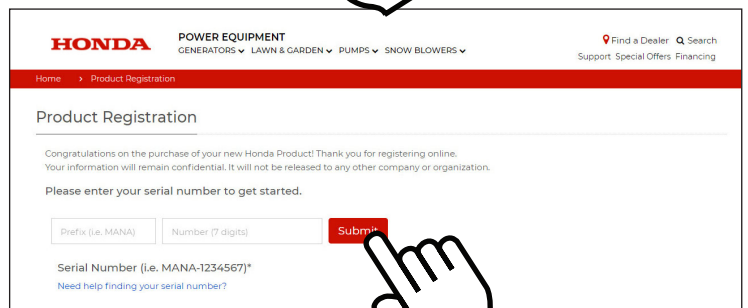 HONDA
POWER EQUIPMENT
GENERATORS LAWN & GARDEN PUMPS SNOW BLOWERS
Find a Dealer Search
Support Special Offers Financing
Home > Product Registration
Product Registration
Congratulations on the purchase of your new Honda Product! Thank you for registering online.
Your information will remain confidential. It will not be released to any other company or organization.
Please enter your serial number to get started.
Prefix (i.e. MANA) Number (7 digits) Submit
Serial Number (i.e. MANA-1234567)*
Need help finding your serial number?